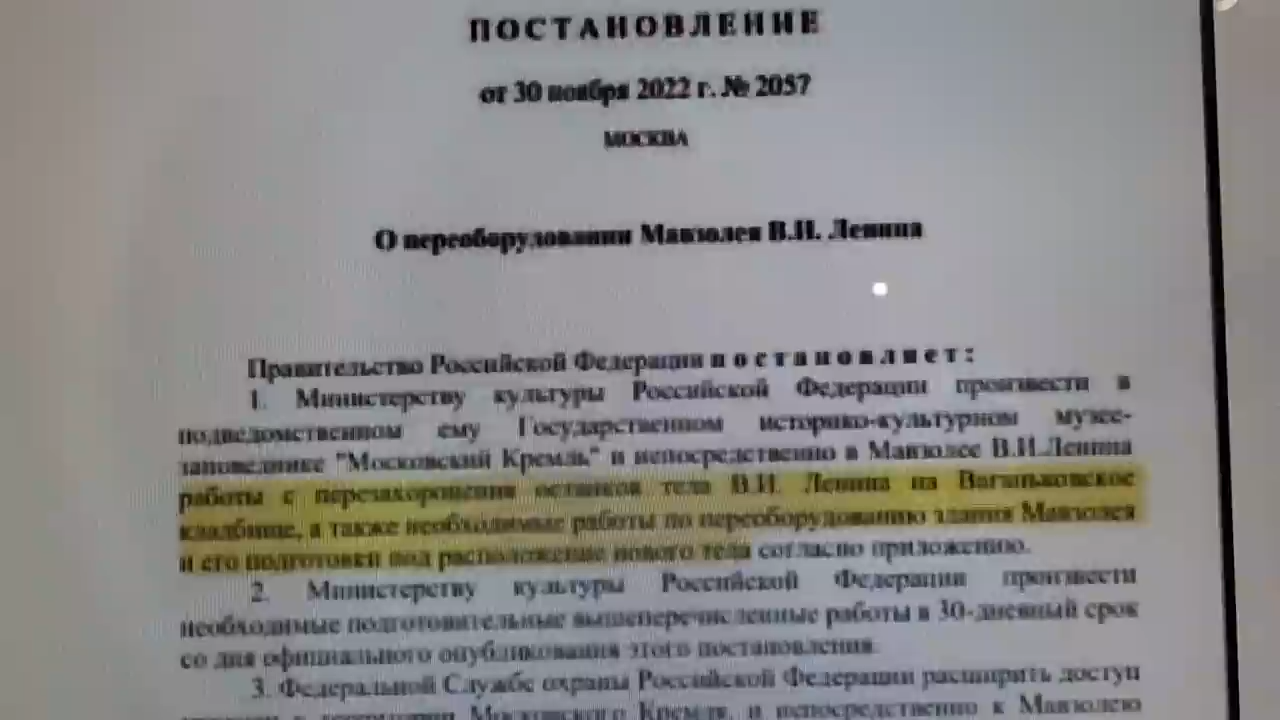 ПОСТАНОВЛЕНИЕ
от 30 ноября 2022 г. № 2057
МОСКВА
О переоборудовании Мавзолея В.И. Ленина
Правительство Российской Федерации постановляет:
1. Министерству культуры Российской Федерации произвести в
подведомственном ему Государственном историко-культурном музее-
заповеднике "Московский Кремль" и непосредственно в Мавзолее В.И.Ленина
работы с перезахоронения останков тела В.И. Ленина на Ваганьковское
кладбище, а также необходимые работы по переоборудованию здания Мавзолея
и его подготовки под расположение нового тела согласно приложению.
2. Министерству культуры Российской Федерации произвести
необходимые подготовительные вышеперечисленные работы в 30-дневный срок
со дня официального опубликования этого постановления.
3. Федеральной Службе охраны Российской Федерации расширить доступ
к территории Московского Кремля, и непосредственно к Мавзолею